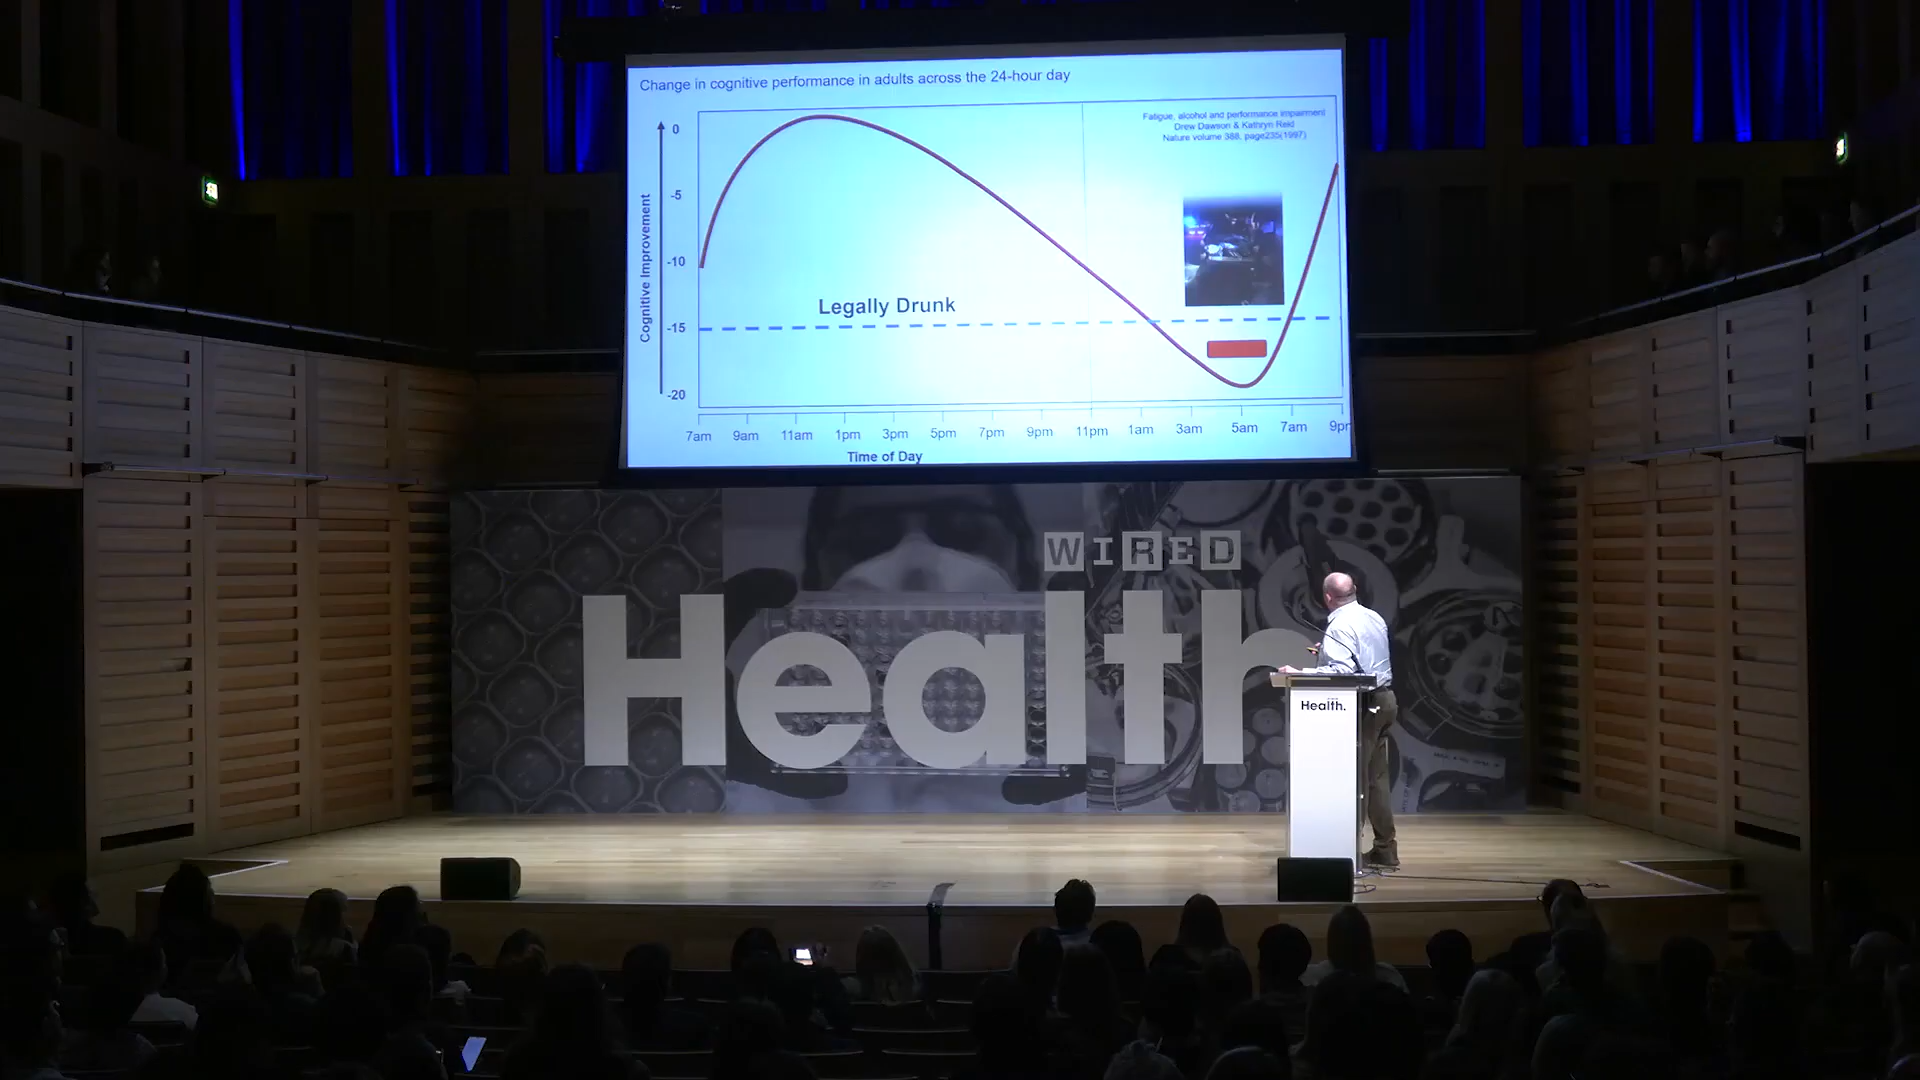 Change in cognitive performance in adults across the 24-hour day
Fatigue, alcohol and performance impairment
Drew Dawson & Kathryn Reid
Nature volume 388, page235(1997)
Cognitive Improvement
0
-5
-10
-15
-20
Legally Drunk
7am 9am 11am 1pm 3pm 5pm 7pm 9pm 11pm 1am 3am 5am 7am 9pm
Time of Day
WIRED
Health
Health.